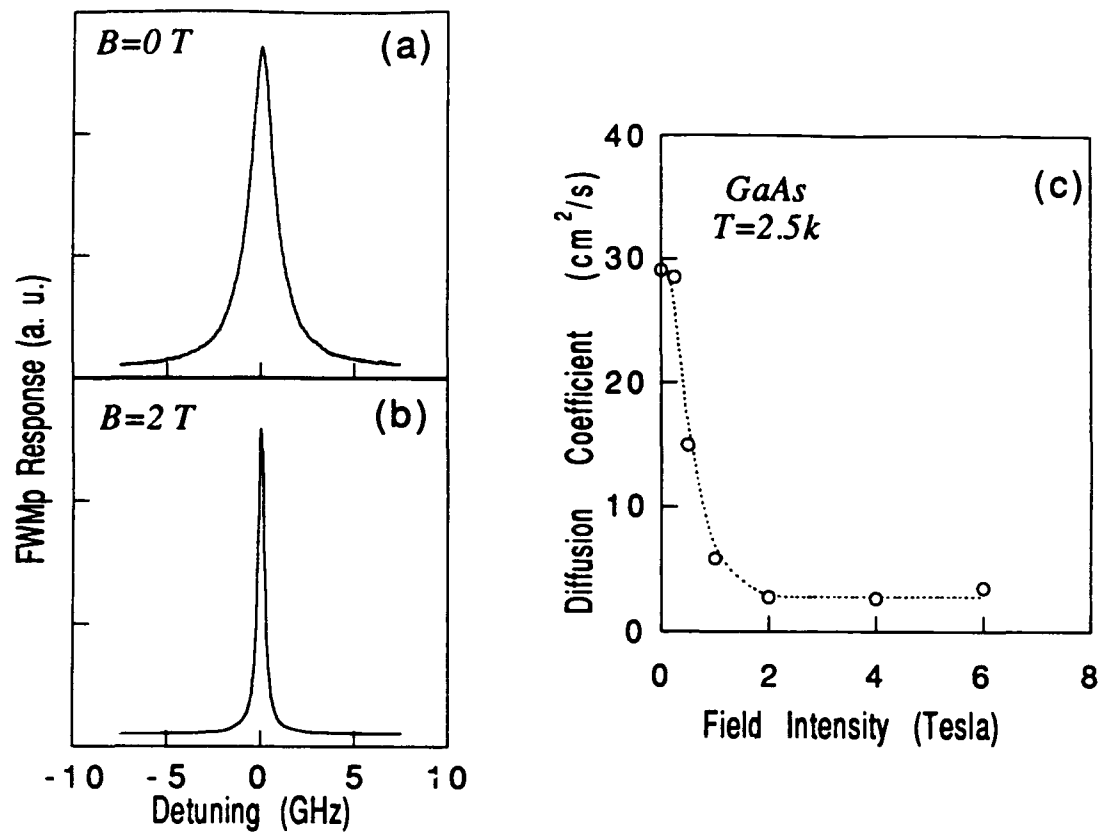 B=0 T
(a)
B=2 T
(b)
FWMp Response (a. u.)
-10 -5 0 5 10
Detuning (GHz)
(c)
GaAs
T=2.5k
40
30
20
10
0
Diffusion Coefficient (cm²/s)
0 2 4 6 8
Field Intensity (Tesla)